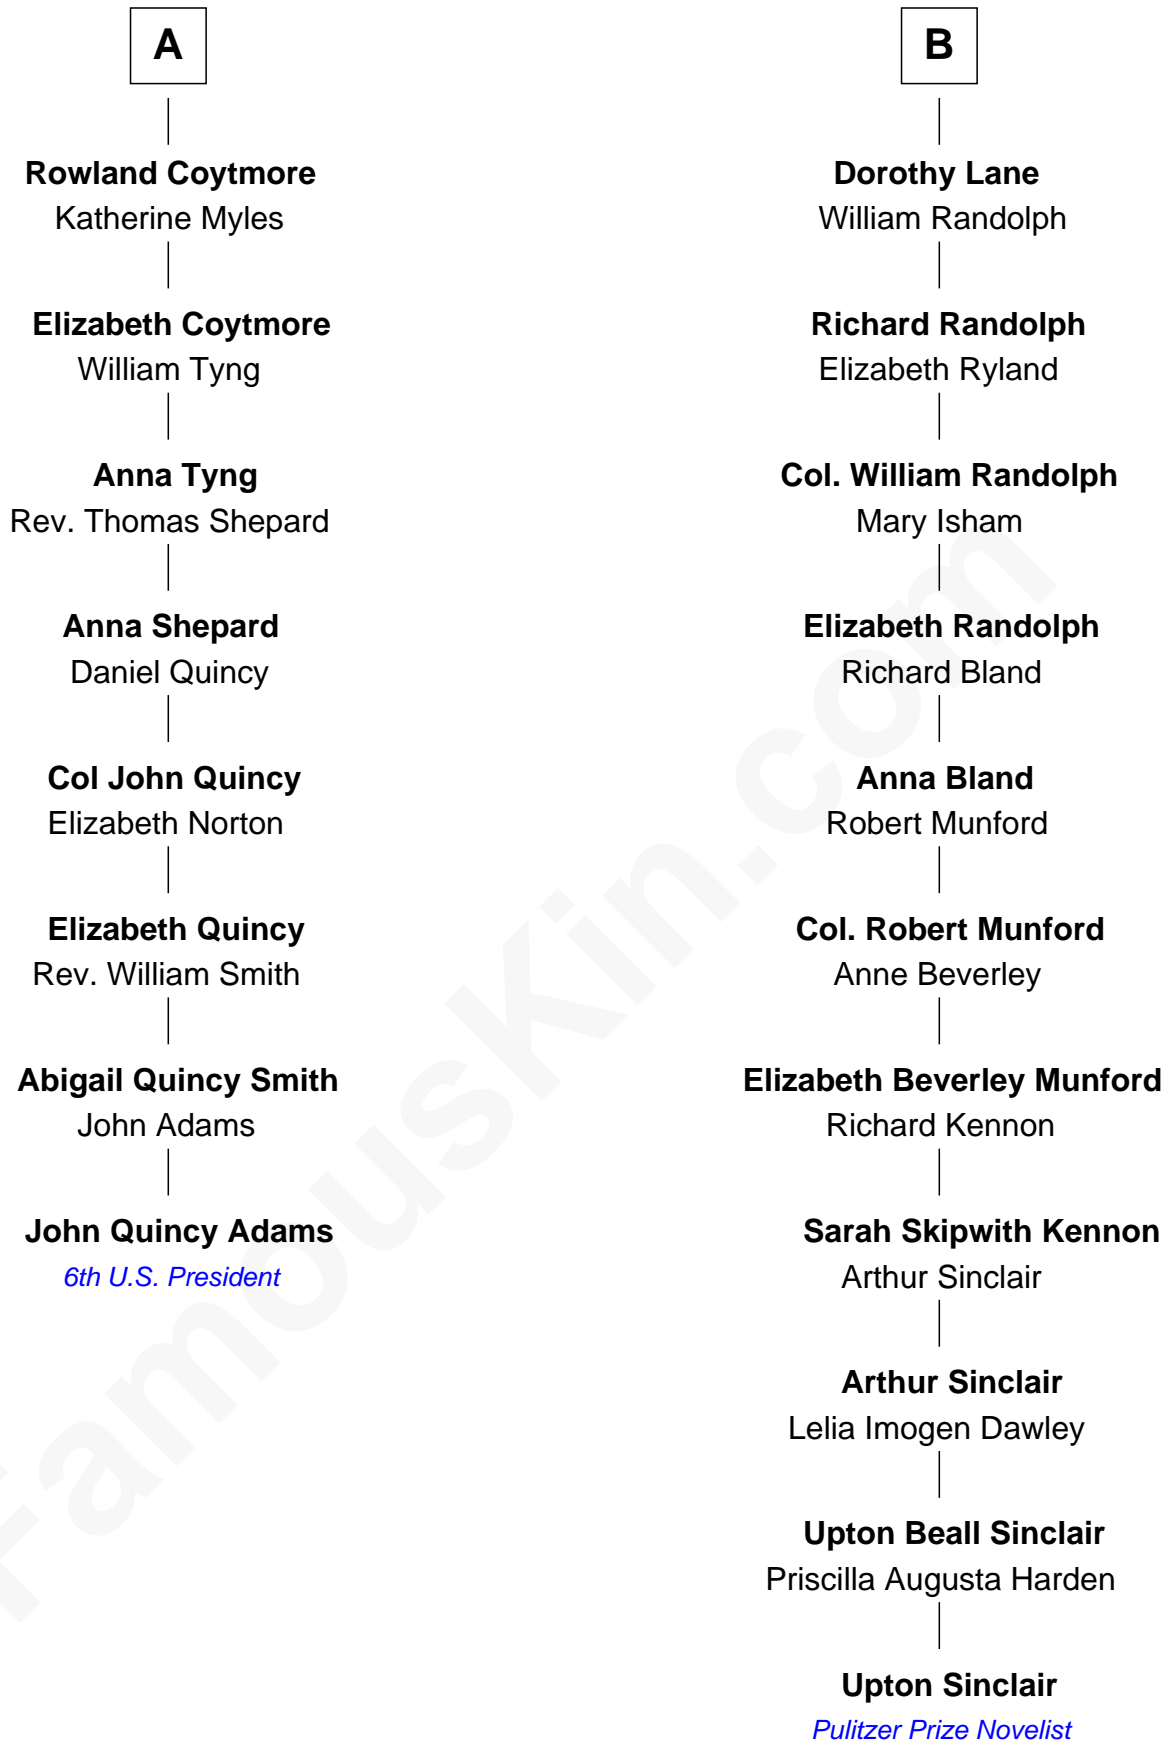 A
Rowland Coytmore
Katherine Myles
Elizabeth Coytmore
William Tyng
Anna Tyng
Rev. Thomas Shepard
Anna Shepard
Daniel Quincy
Col John Quincy
Elizabeth Norton
Elizabeth Quincy
Rev. William Smith
Abigail Quincy Smith
John Adams
John Quincy Adams
6th U.S. President
B
Dorothy Lane
William Randolph
Richard Randolph
Elizabeth Ryland
Col. William Randolph
Mary Isham
Elizabeth Randolph
Richard Bland
Anna Bland
Robert Munford
Col. Robert Munford
Anne Beverley
Elizabeth Beverley Munford
Richard Kennon
Sarah Skipwith Kennon
Arthur Sinclair
Arthur Sinclair
Lelia Imogen Dawley
Upton Beall Sinclair
Priscilla Augusta Harden
Upton Sinclair
Pulitzer Prize Novelist
FamousKin.com